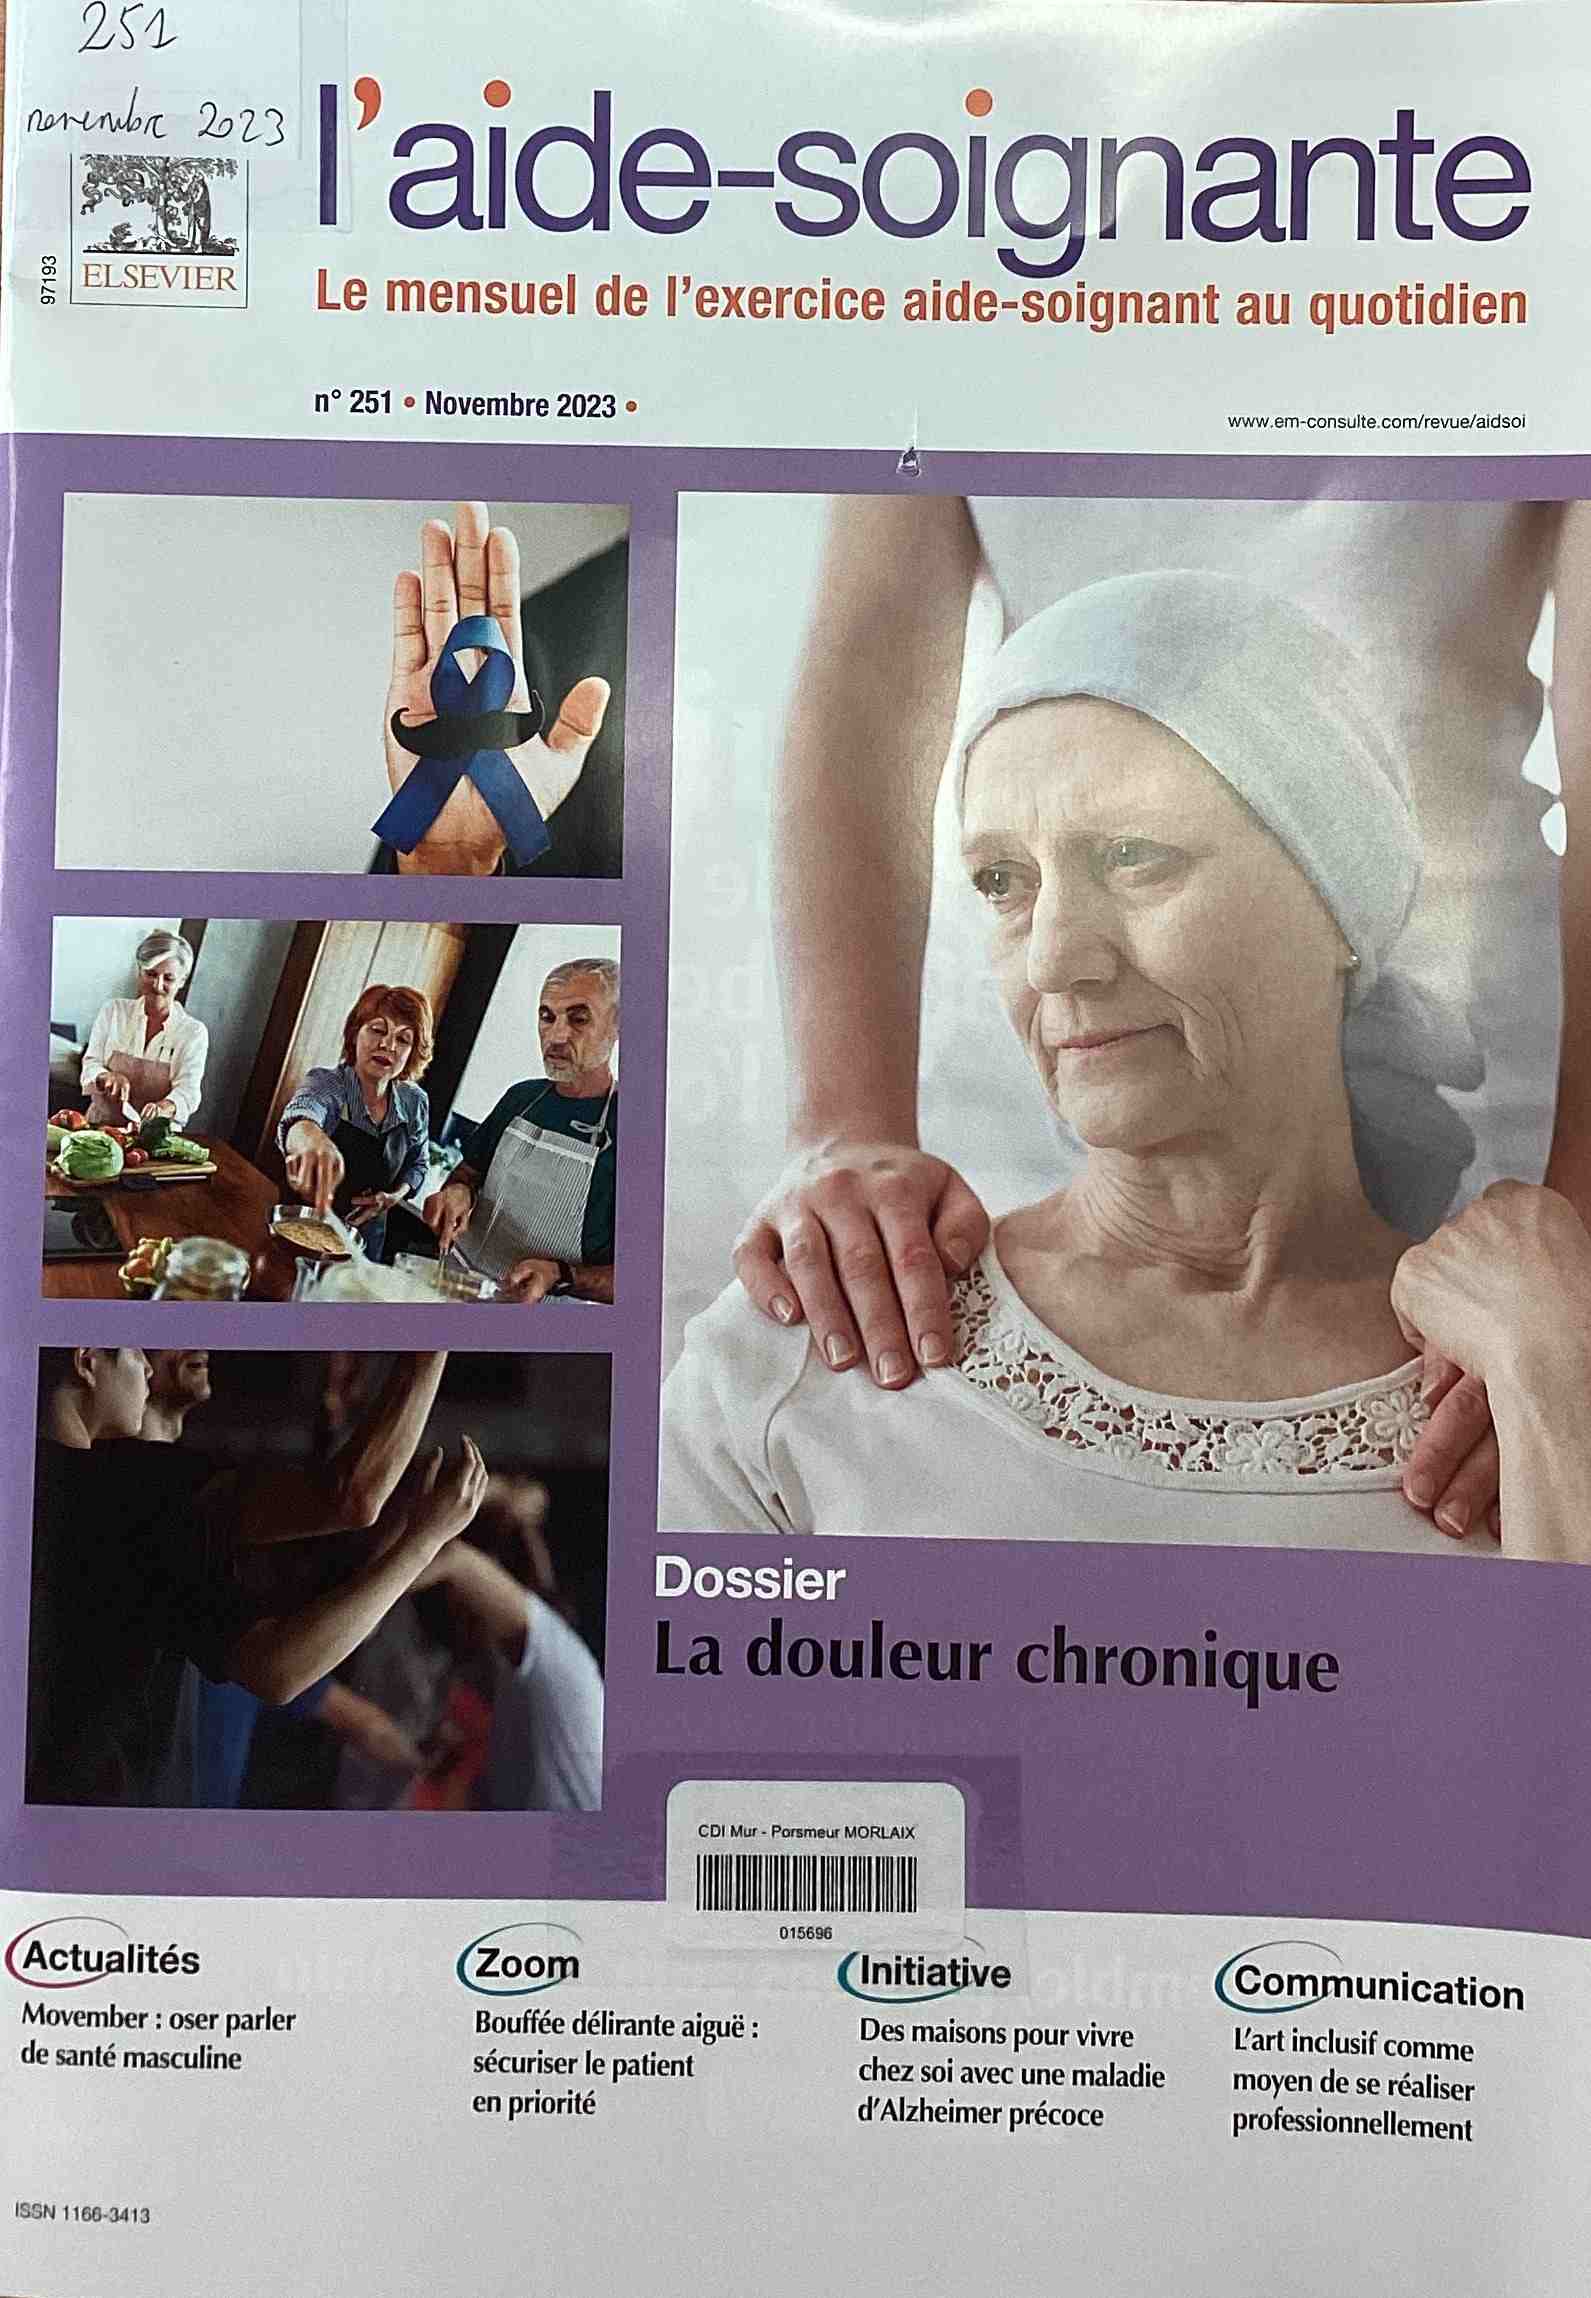 251
novembre 2023
l'aide-soignante
ELSEVIER
97193
Le mensuel de l'exercice aide-soignant au quotidien
n° 251 • Novembre 2023 •
www.em-consulte.com/revue/aidsoi
Dossier
La douleur chronique
CDI Mur - Porsmeur MORLAIX
015696
Actualités
Movember : oser parler
de santé masculine
Zoom
Bouffée délirante aiguë :
sécuriser le patient
en priorité
Initiative
Des maisons pour vivre
chez soi avec une maladie
d'Alzheimer précoce
Communication
L'art inclusif comme
moyen de se réaliser
professionnellement
ISSN 1166-3413